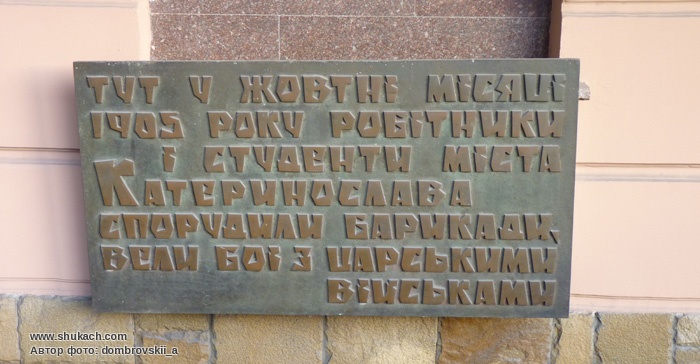 ТУТ У ЖОВТНІ МІСЯЦІ
1905 РОКУ РОБІТНИКИ
І СТУДЕНТИ МІСТА
КАТЕРИНОСЛАВА
СПОРУДИЛИ БАРИКАДИ,
ВЕЛИ БОЇ З ЦАРСЬКИМИ
ВІЙСЬКАМИ
www.shukach.com
Автор фото: dombrovskii_a